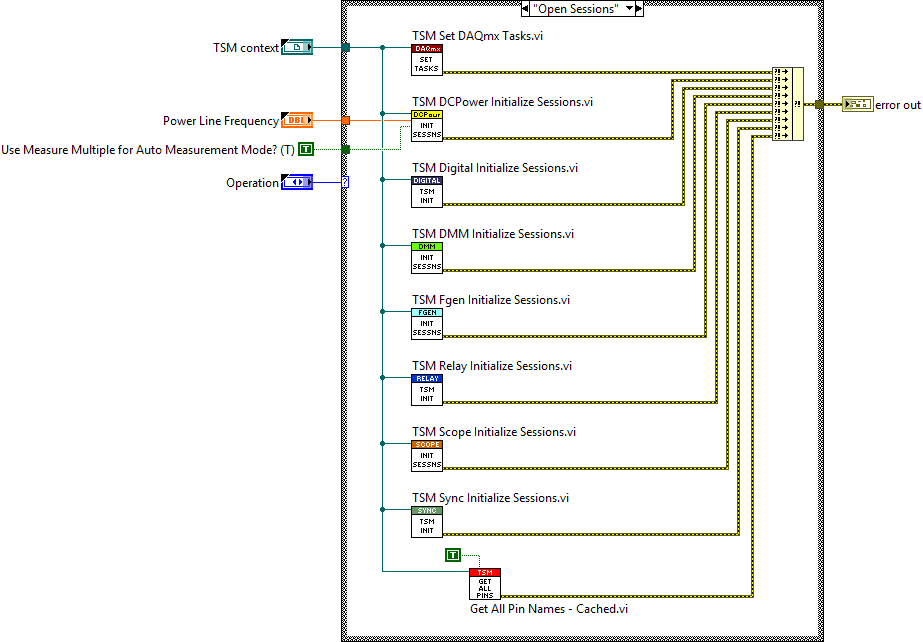 "Open Sessions"
TSM Set DAQmx Tasks.vi
TSM context
DAQmx
SET
TASKS
TSM DCPower Initialize Sessions.vi
Power Line Frequency
DBL
DCPowr
INIT
SESSNS
Use Measure Multiple for Auto Measurement Mode? (T)
T
error out
TSM Digital Initialize Sessions.vi
Operation
?
DIGITAL
TSM
INIT
TSM DMM Initialize Sessions.vi
DMM
INIT
SESSNS
TSM Fgen Initialize Sessions.vi
FGEN
INIT
SESSNS
TSM Relay Initialize Sessions.vi
RELAY
TSM
INIT
TSM Scope Initialize Sessions.vi
SCOPE
INIT
SESSNS
TSM Sync Initialize Sessions.vi
SYNC
TSM
INIT
T
TSM
GET
ALL
PINS
Get All Pin Names - Cached.vi